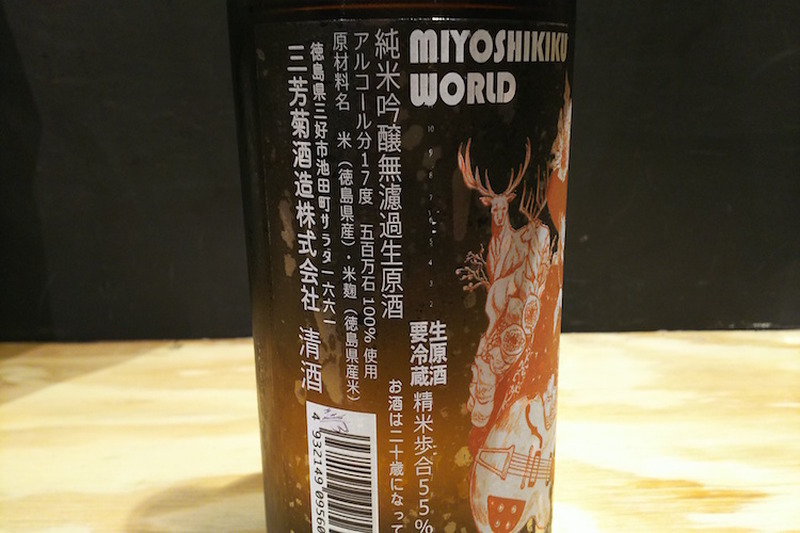 MIYOSHIKIKU
WORLD
純米吟醸無濾過生原酒
アルコール分17度 五百万石100%使用
原材料名 米(徳島県産)・米麹(徳島県産米)
徳島県三好市池田町サラダ一六六一
三芳菊酒造株式会社 清酒
生原酒
要冷蔵
精米歩合55%
お酒は二十歳になって
4 932149 09560